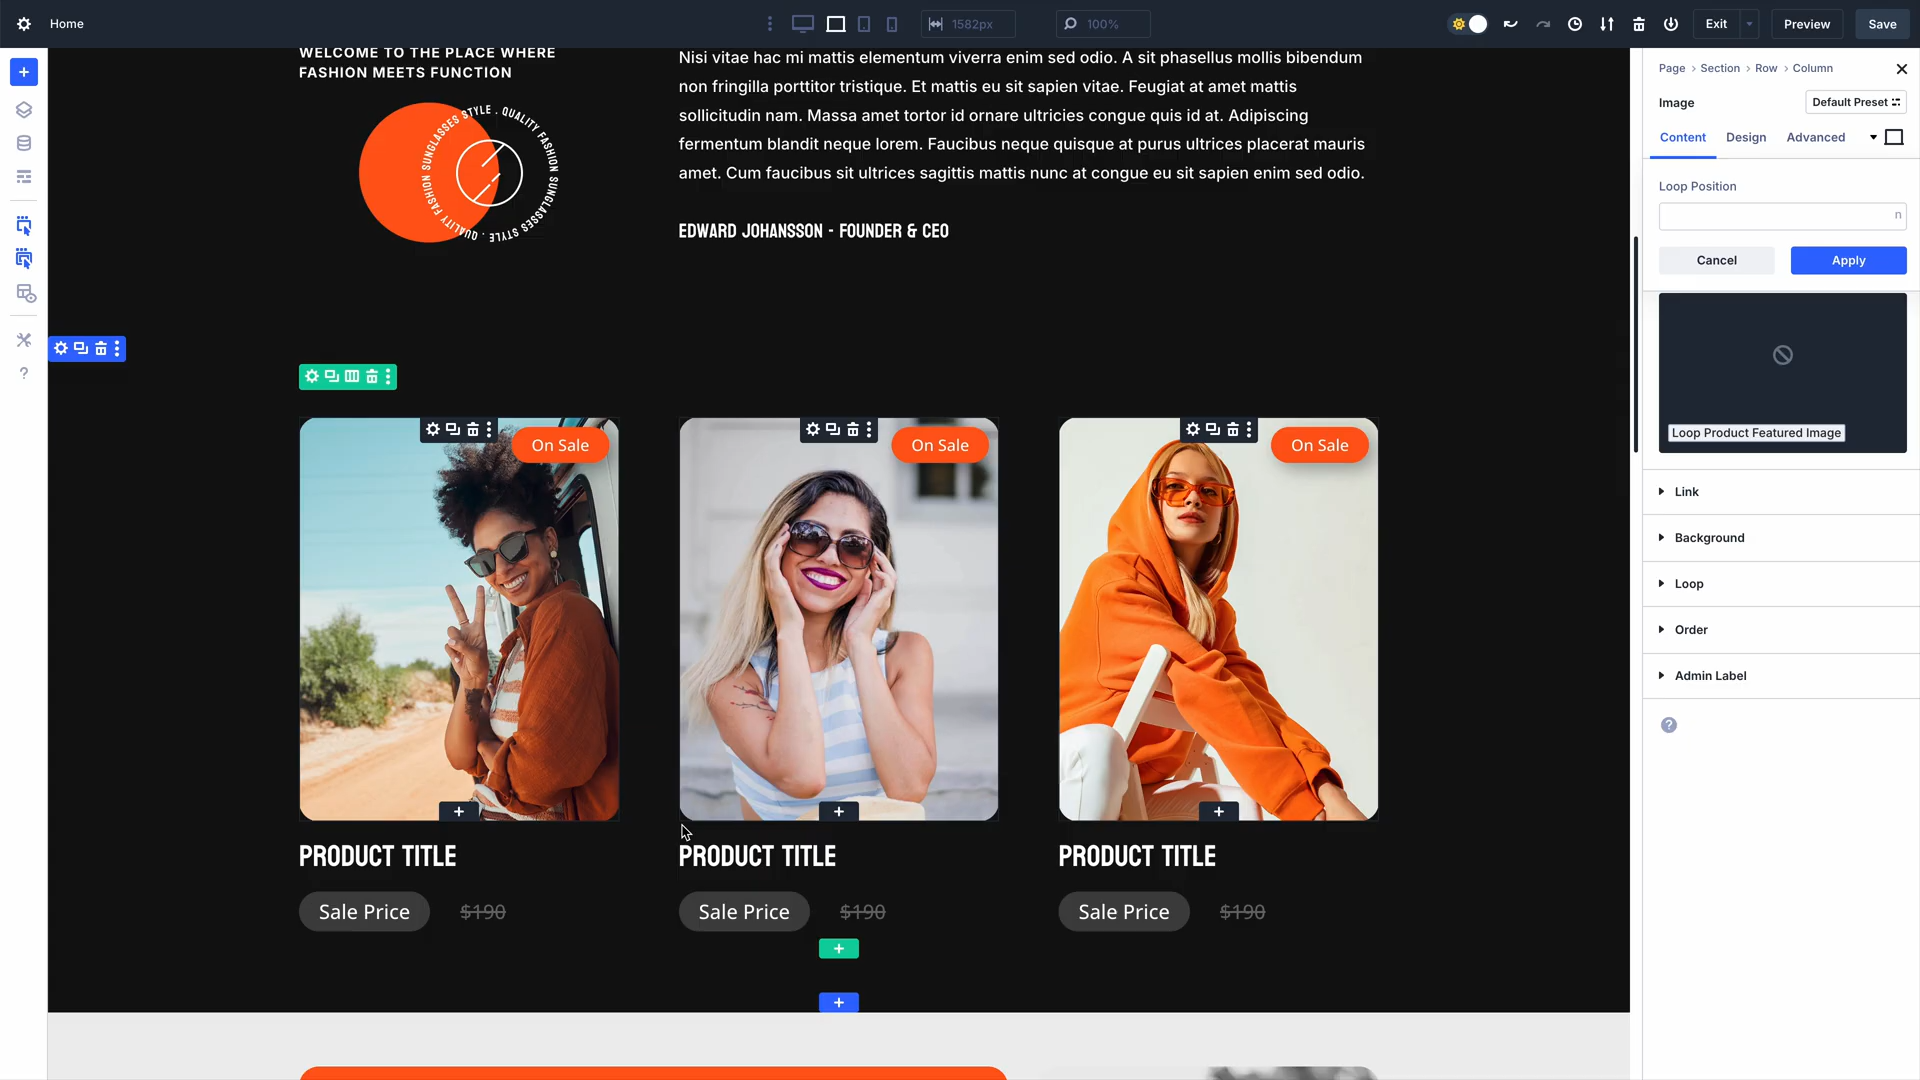 Home
1582px
100%
Exit
Preview
Save
WELCOME TO THE PLACE WHERE
FASHION MEETS FUNCTION
SUNGLASSES STYLE . QUALITY FASHION SUNGLASSES STYLE . QUALITY FASHION
Nisi vitae hac mi mattis elementum viverra enim sed odio. A sit phasellus mollis bibendum
non fringilla porttitor tristique. Et mattis eu sit sapien vitae. Feugiat at amet mattis
sollicitudin nam. Massa amet tortor id ornare ultricies congue quis id at. Adipiscing
fermentum blandit neque lorem. Faucibus neque quisque at purus ultrices placerat mauris
amet. Cum faucibus sit ultrices sagittis mattis nunc at congue eu sit sapien enim sed odio.
EDWARD JOHANSSON - FOUNDER & CEO
On Sale
On Sale
On Sale
PRODUCT TITLE
PRODUCT TITLE
PRODUCT TITLE
Sale Price $190
Sale Price $190
Sale Price $190
Page > Section > Row > Column
Image
Default Preset
Content
Design
Advanced
Loop Position
n
Cancel
Apply
Loop Product Featured Image
Link
Background
Loop
Order
Admin Label